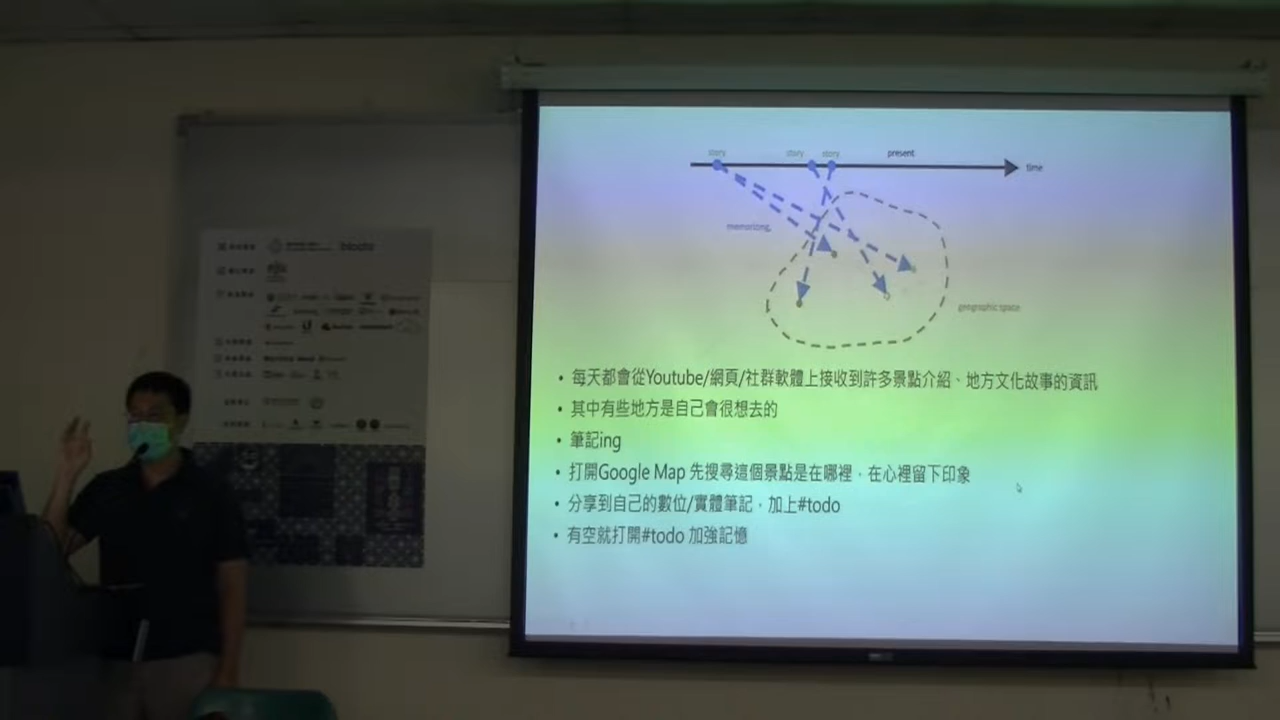 story story story present
time
memorizing,
geographic space
• 每天都會從Youtube/網頁/社群軟體上接收到許多景點介紹、地方文化故事的資訊
• 其中有些地方是自己會很想去的
• 筆記ing
• 打開Google Map 先搜尋這個景點是在哪裡，在心裡留下印象
• 分享到自己的數位/實體筆記，加上#todo
• 有空就打開#todo 加強記憶